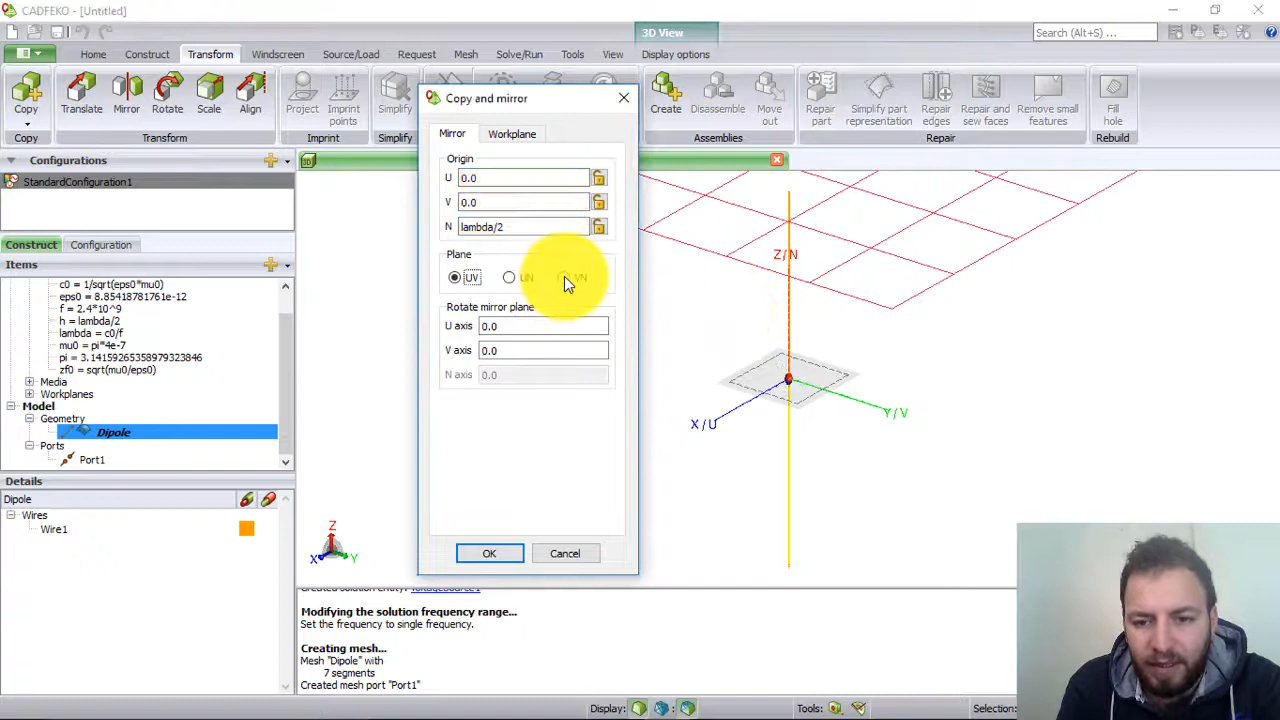 CADFEKO - [Untitled]
3D View
Search (Alt+S)
Home Construct Transform Windscreen Source/Load Request Mesh Solve/Run Tools View Display options
Copy Translate Mirror Rotate Scale Align Project Imprint points Simplify Create Disassemble Move out Repair part Simplify part representation Repair edges Repair and sew faces Remove small features Fill hole
Copy Transform Imprint Simplify Assemblies Repair Rebuild
Copy and mirror
Mirror Workplane
Origin
U 0.0
V 0.0
N lambda/2
Plane
UV UN VN
Rotate mirror plane
U axis 0.0
V axis 0.0
N axis 0.0
OK Cancel
Configurations
StandardConfiguration1
Construct Configuration
Items
c0 = 1/sqrt(eps0*mu0)
eps0 = 8.85418781761e-12
f = 2.4*10^9
h = lambda/2
lambda = c0/f
mu0 = pi*4e-7
pi = 3.14159265358979323846
zf0 = sqrt(mu0/eps0)
Media
Workplanes
Model
Geometry
Dipole
Ports
Port1
Details
Dipole
Wires
Wire1
3D
Z/N
X/U
Y/V
Z
X
Y
Created solution entity: VoltageSource1
Modifying the solution frequency range...
Set the frequency to single frequency.
Creating mesh...
Mesh "Dipole" with
7 segments
Created mesh port "Port1"
Display: Tools: Selection: